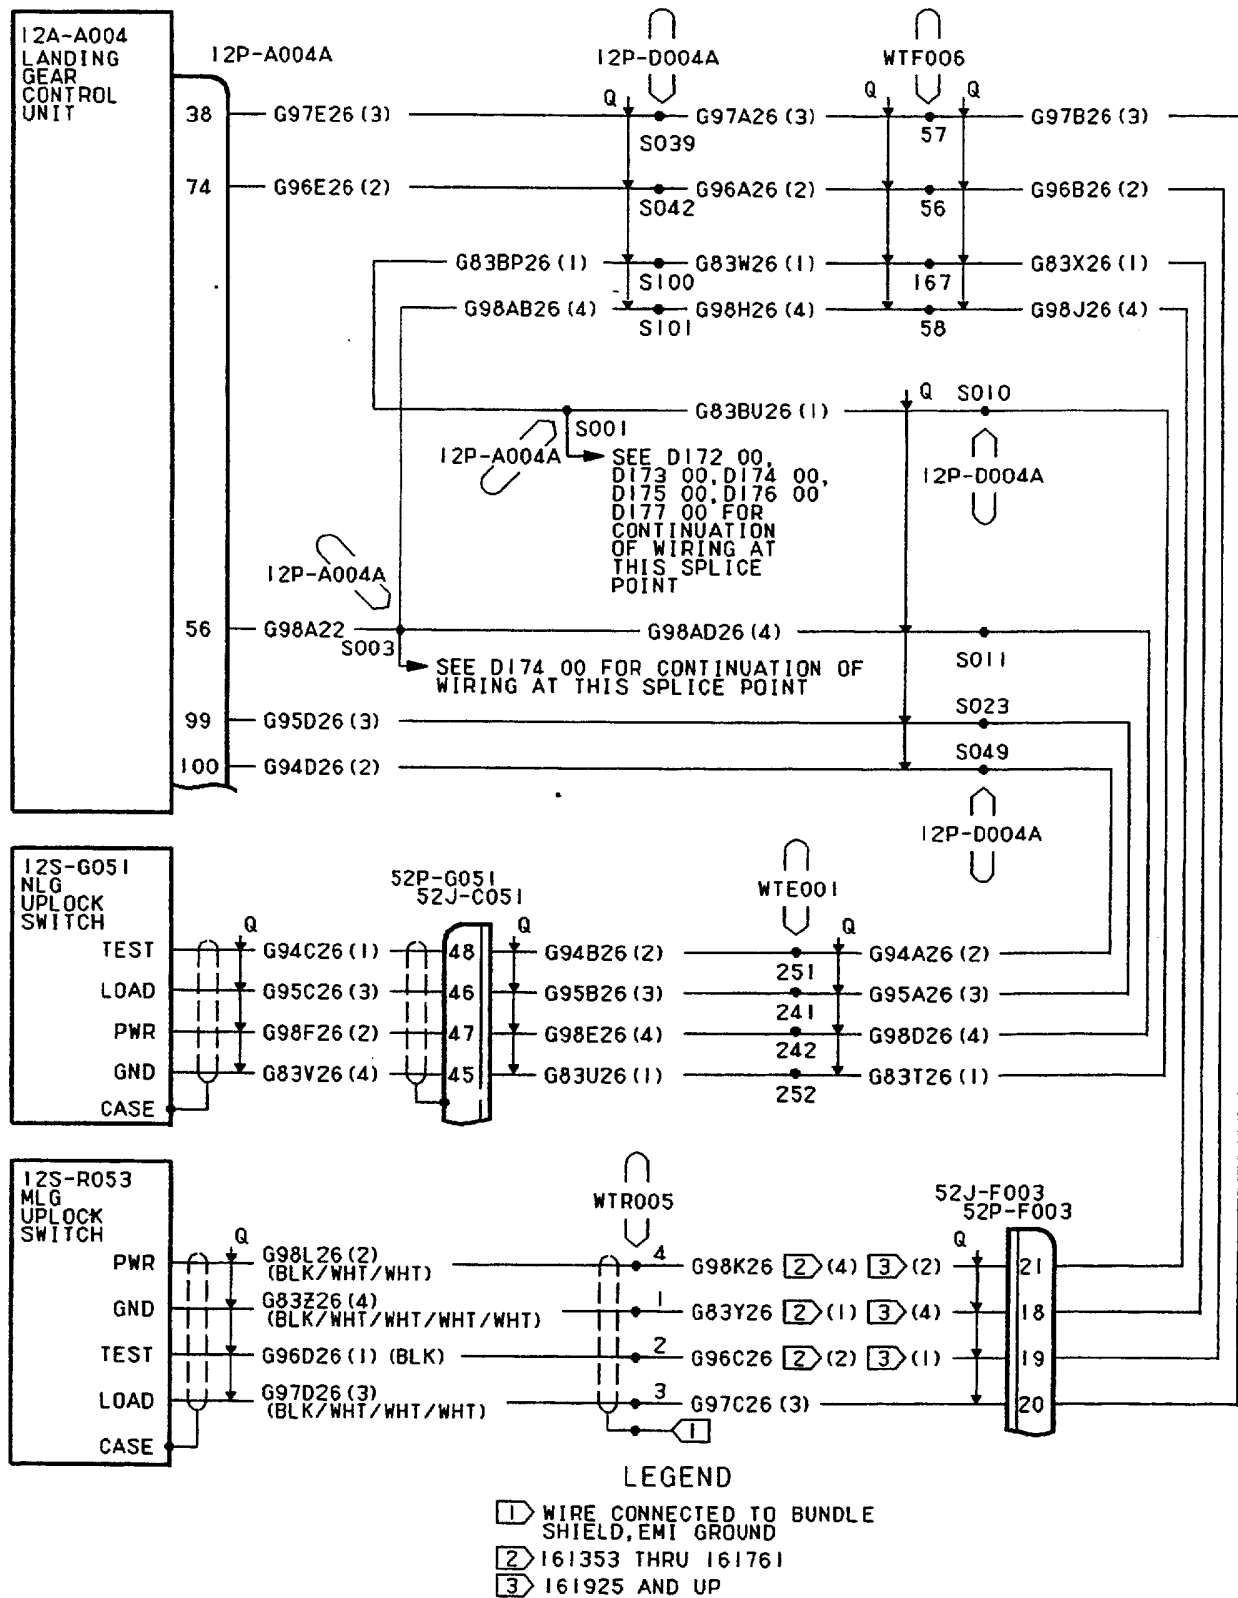 12A-A004
LANDING
GEAR
CONTROL
UNIT
12P-A004A
12P-D004A
WTF006
Q
Q
Q
38 G97E26(3) G97A26(3) G97B26(3)
S039 57
74 G96E26(2) G96A26(2) G96B26(2)
S042 56
G83BP26(1) G83W26(1) G83X26(1)
S100 167
G98AB26(4) G98H26(4) G98J26(4)
S101 58
Q S010
G83BU26(1)
S001
12P-A004A
12P-D004A
SEE D172 00,
D173 00,D174 00,
D175 00,D176 00
D177 00 FOR
CONTINUATION
OF WIRING AT
THIS SPLICE
POINT
12P-A004A
56 G98A22 G98AD26(4)
S003 S011
SEE D174 00 FOR CONTINUATION OF
WIRING AT THIS SPLICE POINT
S023
99 G95D26(3)
S049
100 G94D26(2)
12P-D004A
12S-G051
NLG
UPLOCK
SWITCH
52P-G051
52J-C051
WTE001
Q
Q
Q
TEST G94C26(1) 48 G94B26(2) G94A26(2)
251
LOAD G95C26(3) 46 G95B26(3) G95A26(3)
241
PWR G98F26(2) 47 G98E26(4) G98D26(4)
242
GND G83V26(4) 45 G83U26(1) G83T26(1)
252
CASE
12S-R053
MLG
UPLOCK
SWITCH
WTR005
52J-F003
52P-F003
Q
Q
PWR G98L26(2) 4 G98K26 2 (4) 3 (2) 21
(BLK/WHT/WHT)
GND G83Z26(4) 1 G83Y26 2 (1) 3 (4) 18
(BLK/WHT/WHT/WHT/WHT)
TEST G96D26(1) (BLK) 2 G96C26 2 (2) 3 (1) 19
LOAD G97D26(3) 3 G97C26(3) 20
(BLK/WHT/WHT/WHT)
CASE 1
LEGEND
1 WIRE CONNECTED TO BUNDLE
SHIELD,EMI GROUND
2 161353 THRU 161761
3 161925 AND UP